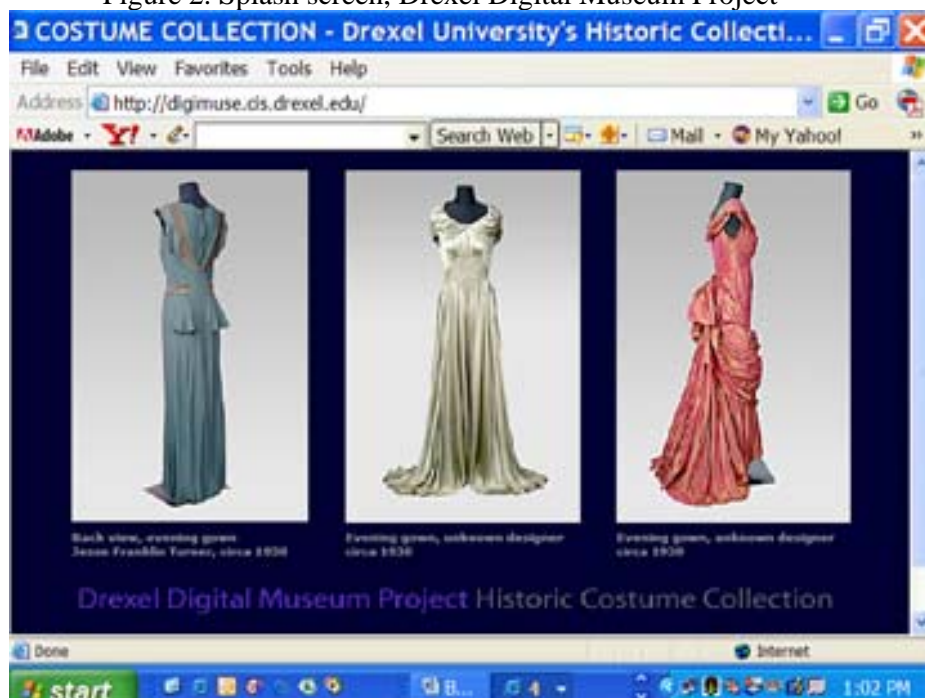 Figure 2. Splash screen, Drexel Digital Museum Project
COSTUME COLLECTION - Drexel University's Historic Collecti...
File Edit View Favorites Tools Help
Address http://digimuse.cis.drexel.edu/ Go
Adobe Y! Search Web Mail My Yahoo! »
Back view, evening gown
Jesse Franklin Turner, circa 1930
Evening gown, unknown designer
circa 1930
Evening gown, unknown designer
circa 1930
Drexel Digital Museum Project Historic Costume Collection
Done Internet
start B... 4 1:02 PM